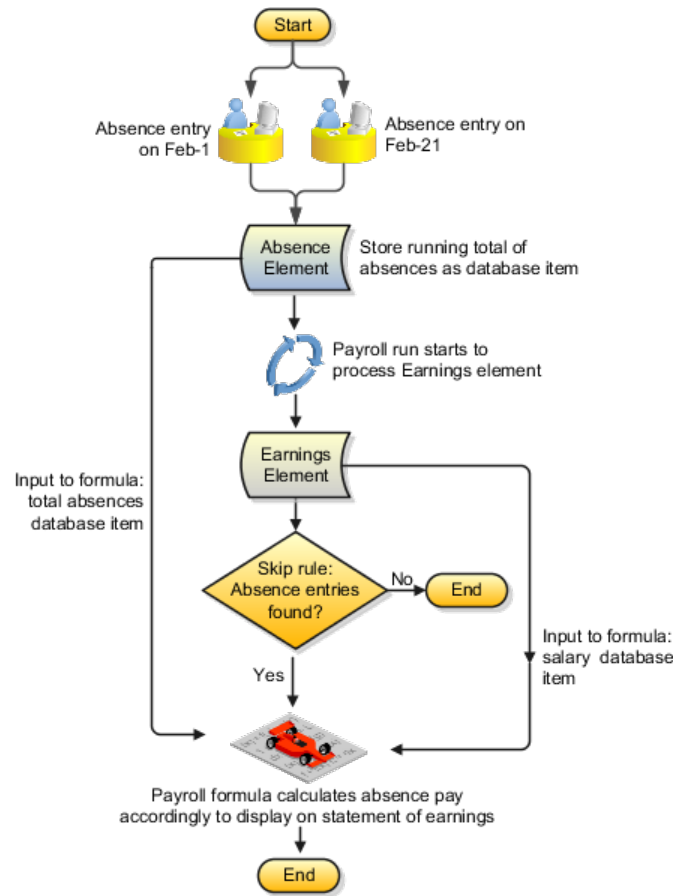 Start
Absence entry
on Feb-1
Absence entry on
Feb-21
Absence
Element
Store running total of
absences as database item
Payroll run starts to
process Earnings element
Earnings
Element
Input to formula:
total absences
database item
Skip rule:
Absence entries
found?
No
End
Input to formula:
salary database
item
Yes
Payroll formula calculates absence pay
accordingly to display on statement of earnings
End